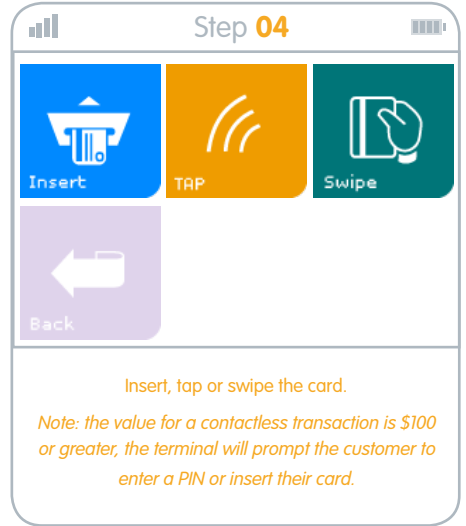 Step 04
Insert
TAP
Swipe
Back
Insert, tap or swipe the card.
Note: the value for a contactless transaction is $100
or greater, the terminal will prompt the customer to
enter a PIN or insert their card.